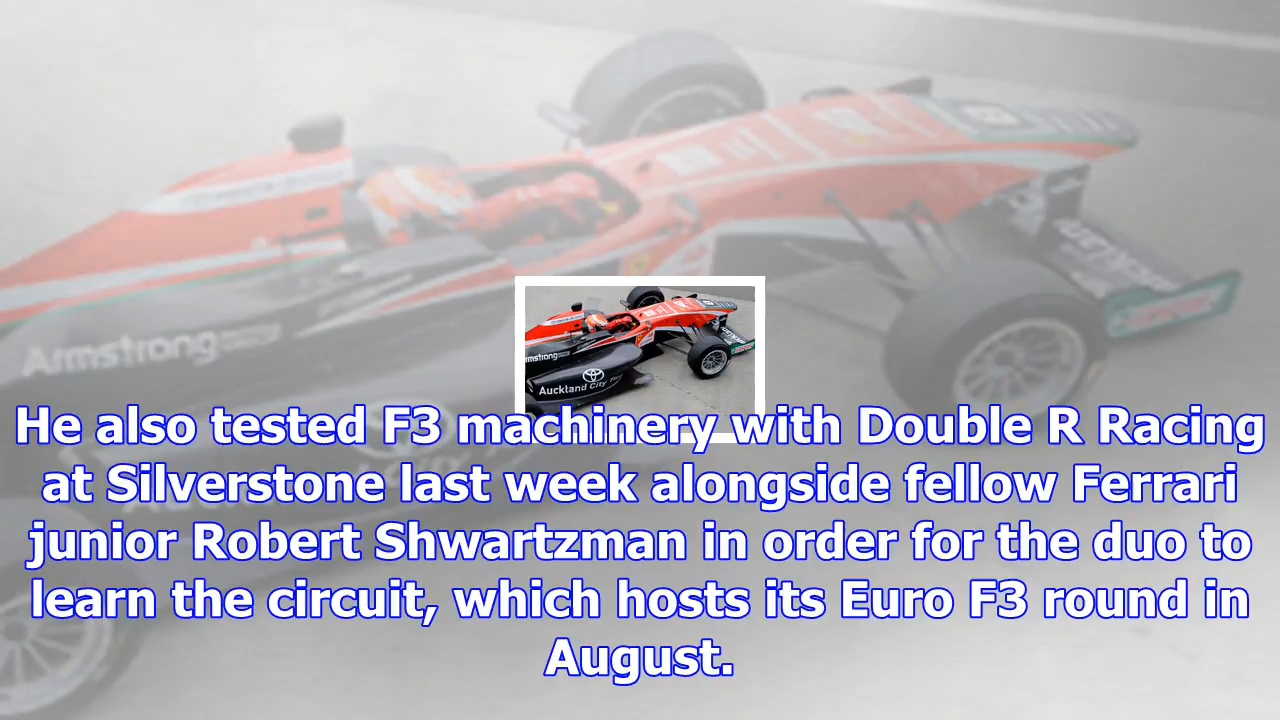 Armstrong
Armstrong
Auckland City
He also tested F3 machinery with Double R Racing
at Silverstone last week alongside fellow Ferrari
junior Robert Shwartzman in order for the duo to
learn the circuit, which hosts its Euro F3 round in
August.